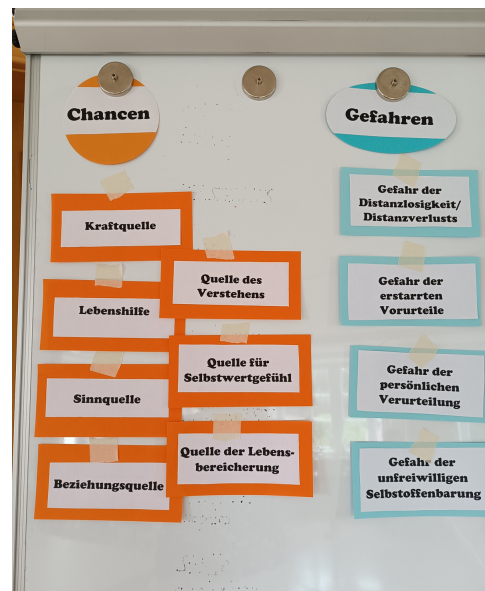 Chancen
Kraftquelle
Lebenshilfe
Sinnquelle
Beziehungsquelle
Quelle des
Verstehens
Quelle für
Selbstwertgefühl
Quelle der Lebens-
bereicherung
Gefahren
Gefahr der
Distanzlosigkeit/
Distanzverlusts
Gefahr der
erstarrten
Vorurteile
Gefahr der
persönlichen
Verurteilung
Gefahr der
unfreiwilligen
Selbstoffenbarung